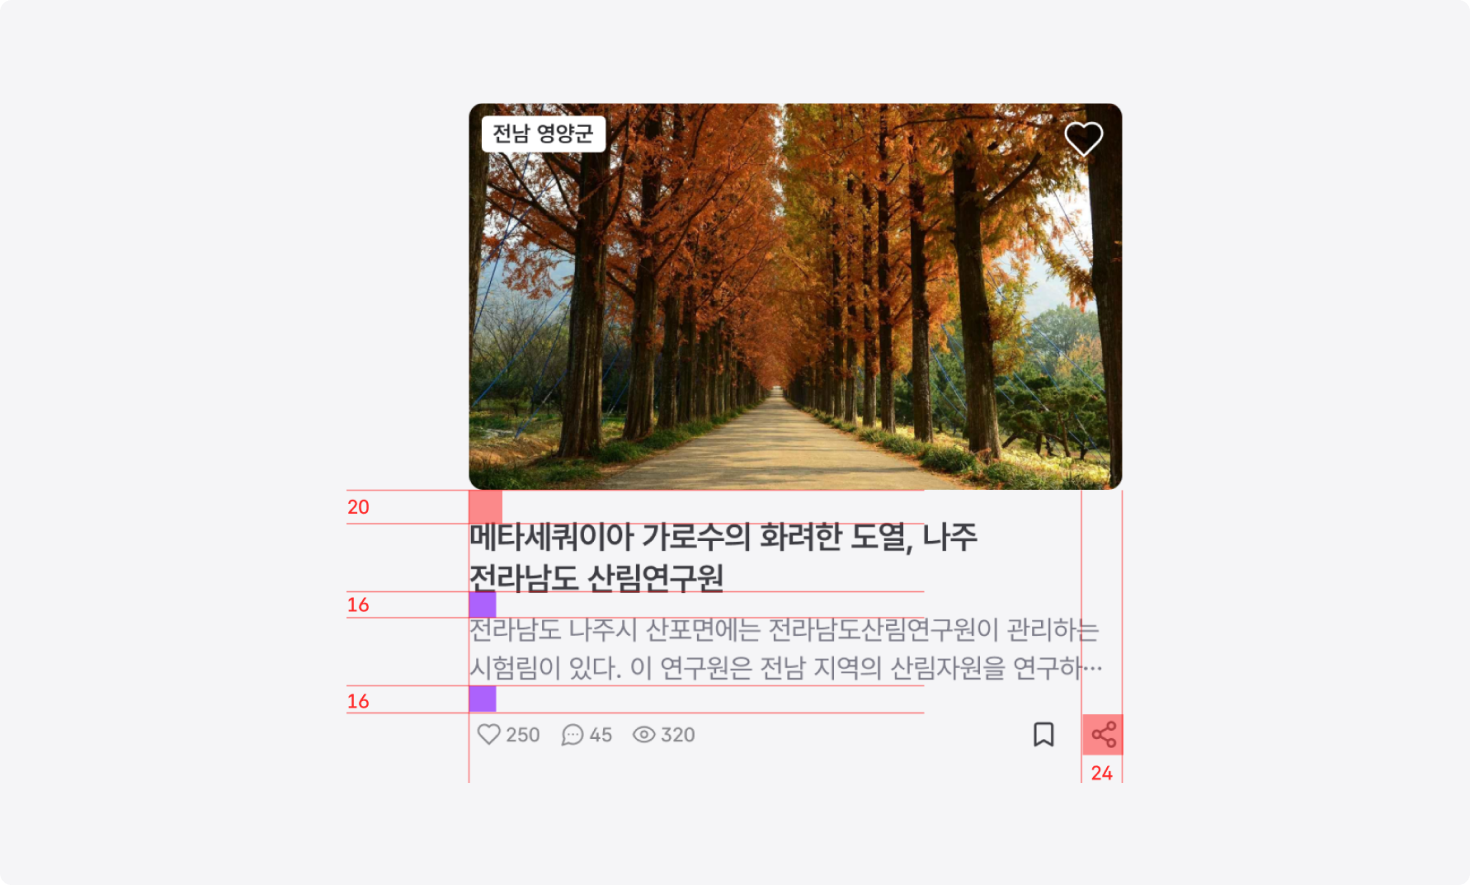 전남 영양군
20
메타세쿼이아 가로수의 화려한 도열, 나주
전라남도 산림연구원
16
전라남도 나주시 산포면에는 전라남도산림연구원이 관리하는
시험림이 있다. 이 연구원은 전남 지역의 산림자원을 연구하…
16
250 45 320
24